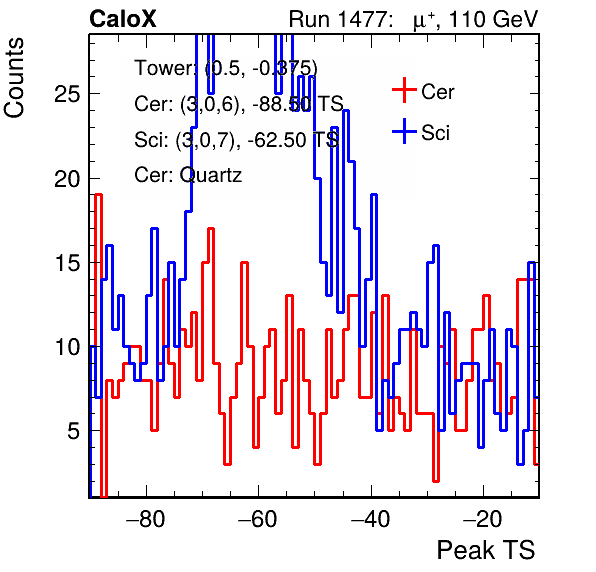 CaloX Run 1477: μ⁺, 110 GeV
Counts
Tower: (0.5, -0.375)
Cer: (3,0,6), -88.50 TS
Sci: (3,0,7), -62.50 TS
Cer: Quartz
Cer
Sci
25
20
15
10
5
−80 −60 −40 −20
Peak TS